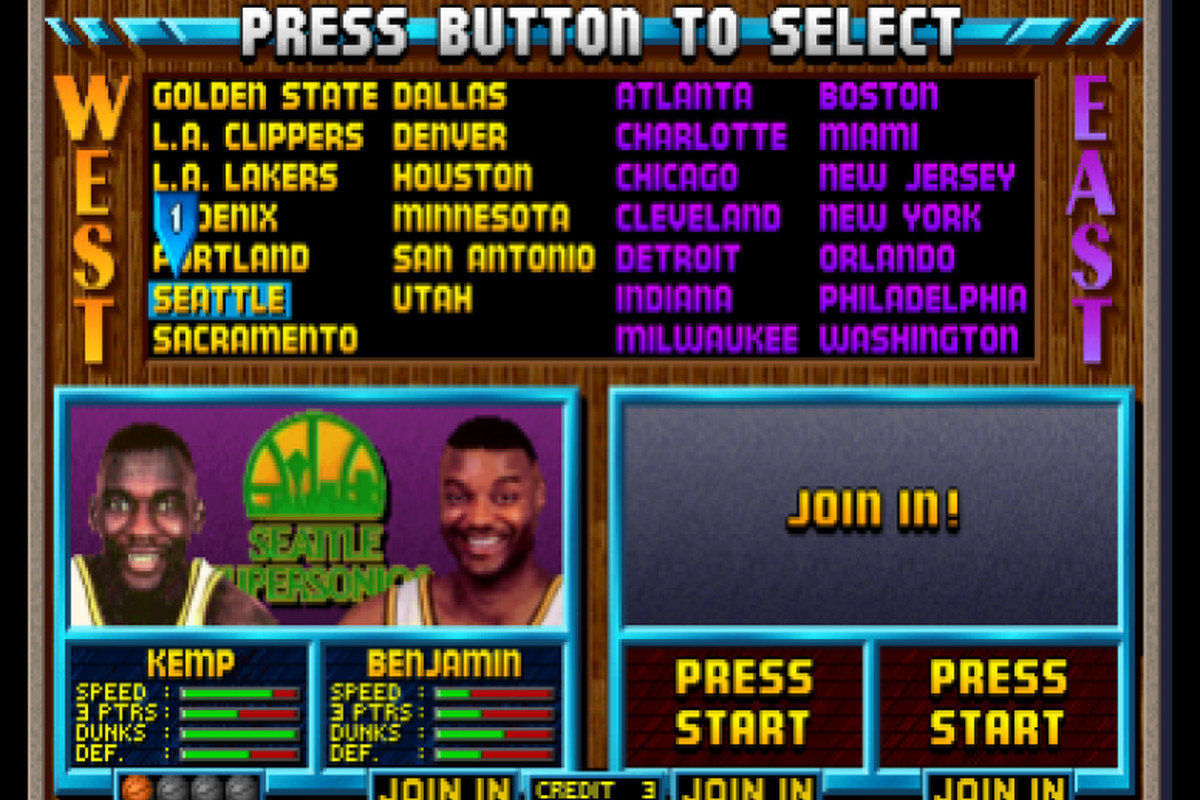 PRESS BUTTON TO SELECT
WEST
EAST
GOLDEN STATE DALLAS ATLANTA BOSTON
L.A. CLIPPERS DENVER CHARLOTTE MIAMI
L.A. LAKERS HOUSTON CHICAGO NEW JERSEY
1 OENIX MINNESOTA CLEVELAND NEW YORK
PORTLAND SAN ANTONIO DETROIT ORLANDO
SEATTLE UTAH INDIANA PHILADELPHIA
SACRAMENTO MILWAUKEE WASHINGTON
SEATTLE
SUPERSONICS
JOIN IN!
KEMP BENJAMIN
SPEED : SPEED :
3 PTRS: 3 PTRS:
DUNKS : DUNKS :
DEF. : DEF. :
PRESS START PRESS START
JOIN IN CREDIT 3 JOIN IN JOIN IN